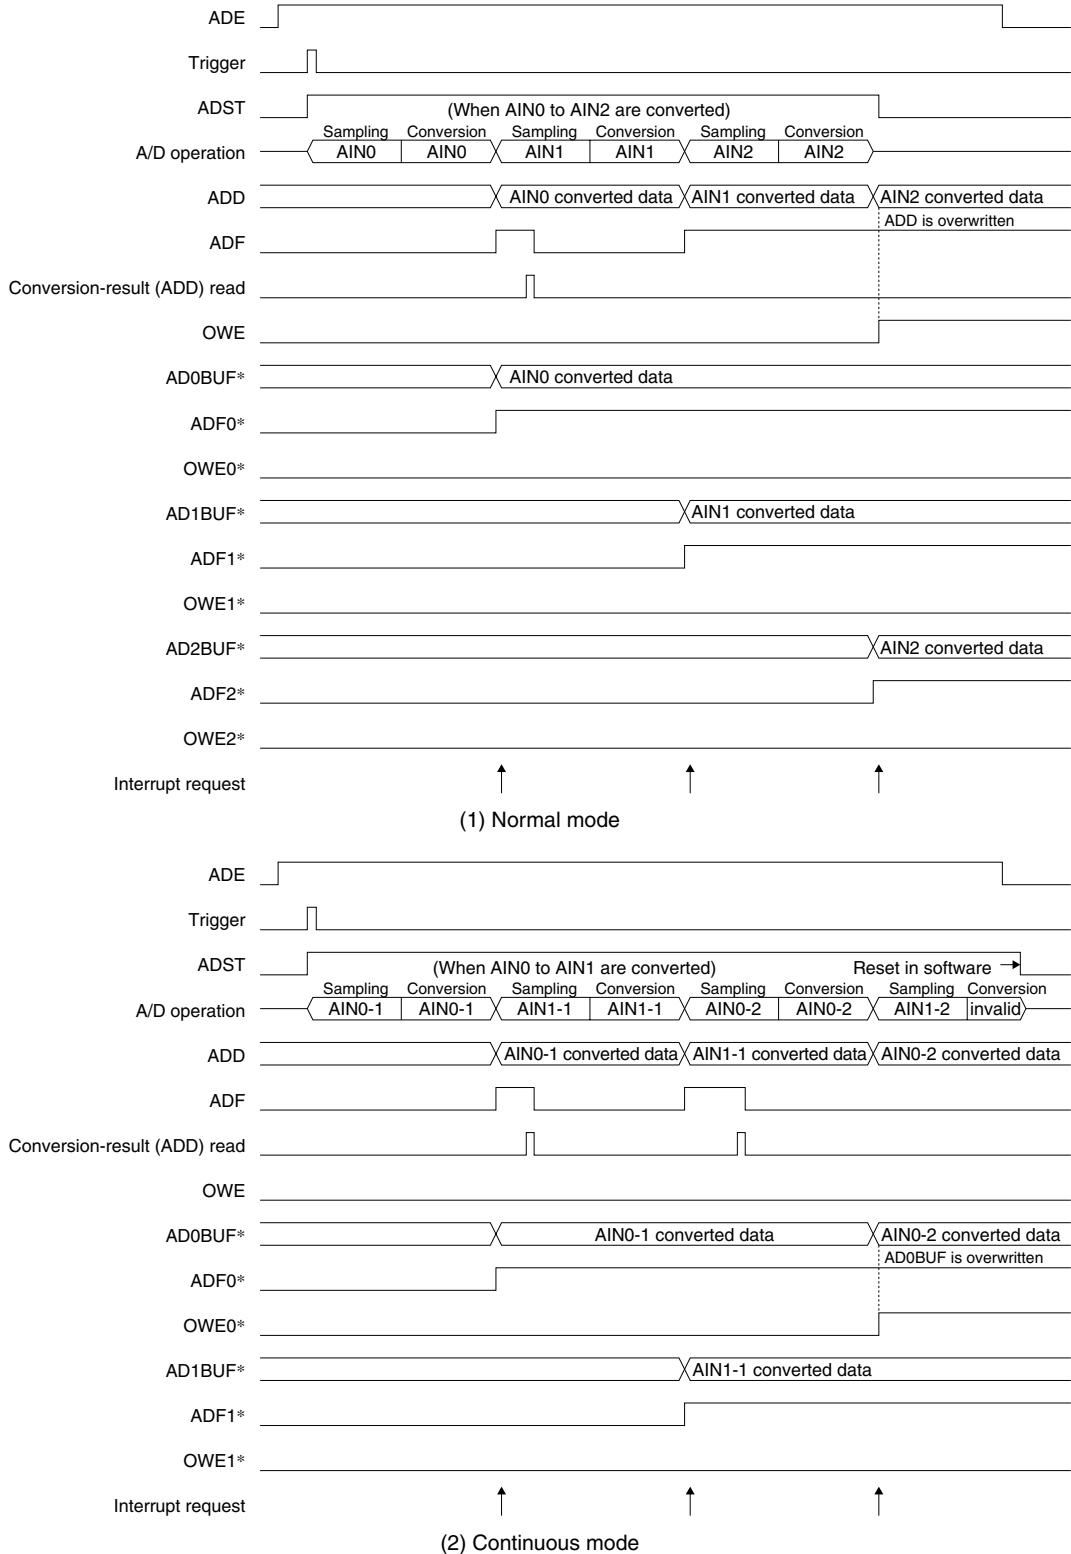 ADE
Trigger
ADST
(When AIN0 to AIN2 are converted)
Sampling Conversion Sampling Conversion Sampling Conversion
A/D operation AIN0 AIN0 AIN1 AIN1 AIN2 AIN2
ADD AIN0 converted data AIN1 converted data AIN2 converted data
ADD is overwritten
ADF
Conversion-result (ADD) read
OWE
AD0BUF* AIN0 converted data
ADF0*
OWE0*
AD1BUF* AIN1 converted data
ADF1*
OWE1*
AD2BUF* AIN2 converted data
ADF2*
OWE2*
Interrupt request
(1) Normal mode
ADE
Trigger
ADST (When AIN0 to AIN1 are converted) Reset in software
Sampling Conversion Sampling Conversion Sampling Conversion Sampling Conversion
A/D operation AIN0-1 AIN0-1 AIN1-1 AIN1-1 AIN0-2 AIN0-2 AIN1-2 invalid
ADD AIN0-1 converted data AIN1-1 converted data AIN0-2 converted data
ADF
Conversion-result (ADD) read
OWE
AD0BUF* AIN0-1 converted data AIN0-2 converted data
AD0BUF is overwritten
ADF0*
OWE0*
AD1BUF* AIN1-1 converted data
ADF1*
OWE1*
Interrupt request
(2) Continuous mode